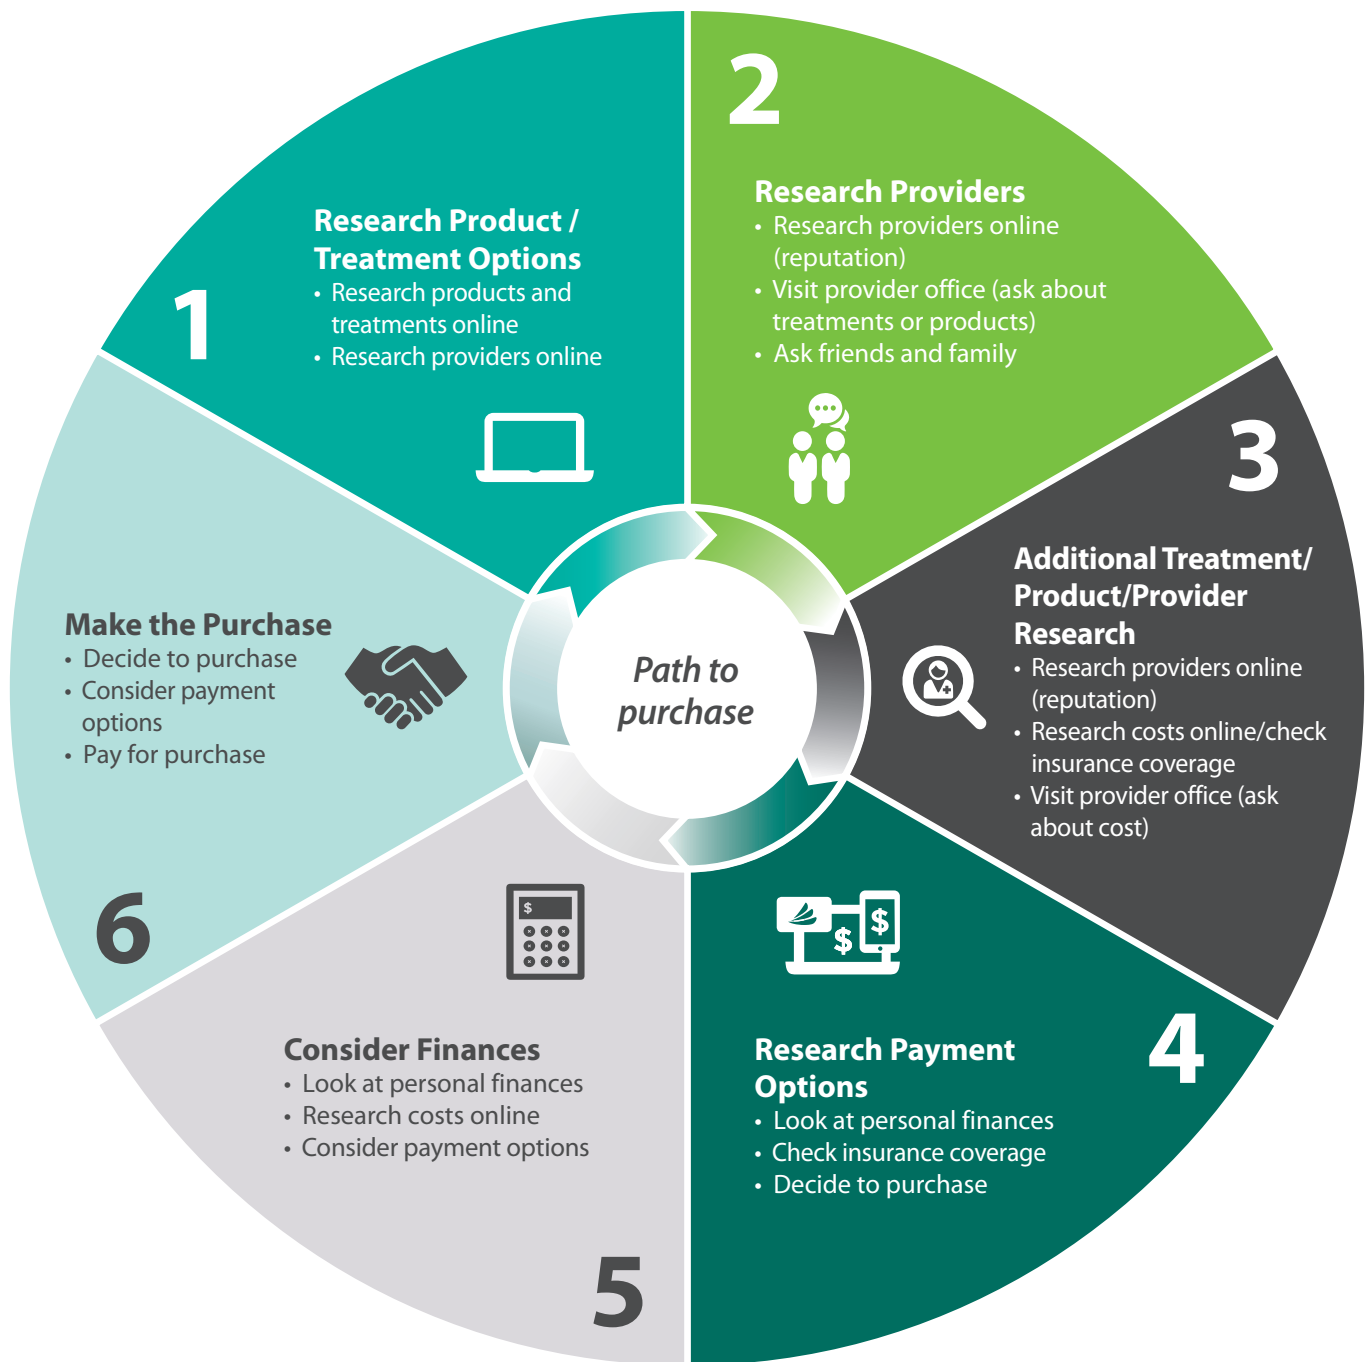 1
Research Product /
Treatment Options
• Research products and
treatments online
• Research providers online
2
Research Providers
• Research providers online
(reputation)
• Visit provider office (ask about
treatments or products)
• Ask friends and family
3
Additional Treatment/
Product/Provider
Research
• Research providers online
(reputation)
• Research costs online/check
insurance coverage
• Visit provider office (ask
about cost)
4
$
$
Research Payment
Options
• Look at personal finances
• Check insurance coverage
• Decide to purchase
5
$
Consider Finances
• Look at personal finances
• Research costs online
• Consider payment options
6
Make the Purchase
• Decide to purchase
• Consider payment
options
• Pay for purchase
Path to
purchase